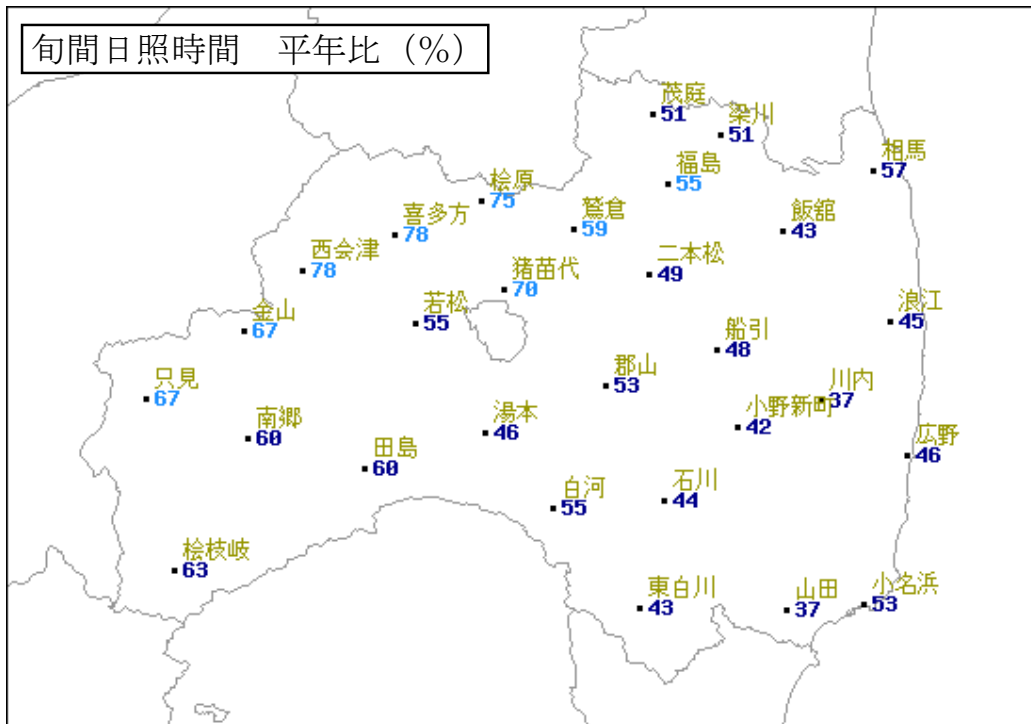 旬間日照時間　平年比（%）
茂庭
51
梁川
51
相馬
57
福島
55
桧原
75
鷲倉
59
飯舘
43
喜多方
78
西会津
78
二本松
49
猪苗代
70
若松
55
金山
67
浪江
45
船引
48
郡山
53
只見
67
川内
37
小野新町
42
南郷
60
湯本
46
田島
60
広野
46
白河
55
石川
44
桧枝岐
63
東白川
43
山田
37
小名浜
53